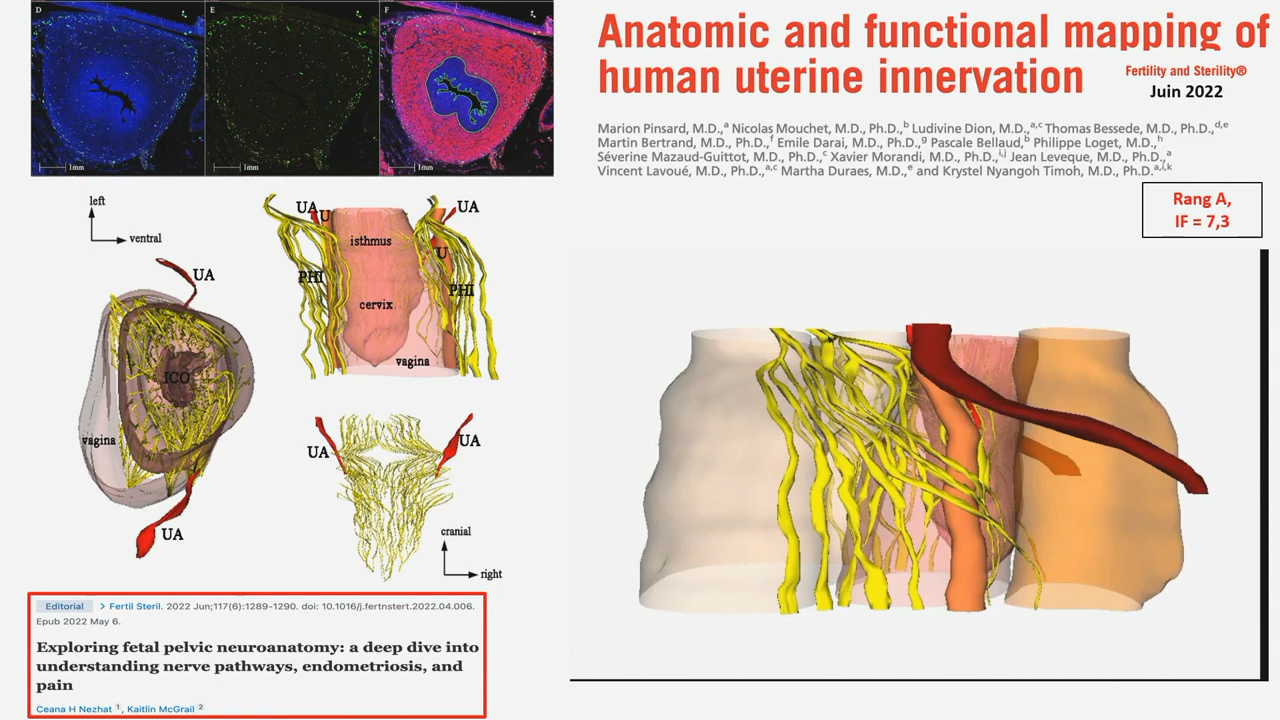 D
E
F
1mm
1mm
1mm
Anatomic and functional mapping of
human uterine innervation
Fertility and Sterility®
Juin 2022
Marion Pinsard, M.D.,a Nicolas Mouchet, M.D., Ph.D.,b Ludivine Dion, M.D.,a,c Thomas Bessede, M.D., Ph.D.,d,e
Martin Bertrand, M.D., Ph.D.,f Emile Darai, M.D., Ph.D.,g Pascale Bellaud,b Philippe Loget, M.D.,h
Séverine Mazaud-Guittot, M.D., Ph.D.,c Xavier Morandi, M.D., Ph.D.,i,j Jean Leveque, M.D., Ph.D.,a
Vincent Lavoué, M.D., Ph.D.,a,c Martha Duraes, M.D.,e and Krystel Nyangoh Timoh, M.D., Ph.D.a,i,k
Rang A,
IF = 7,3
left
ventral
UA
ICO
vagina
UA
UA
U
UA
isthmus
U
PHI
PHI
cervix
vagina
UA
UA
cranial
right
Editorial > Fertil Steril. 2022 Jun;117(6):1289-1290. doi: 10.1016/j.fertnstert.2022.04.006.
Epub 2022 May 6.
Exploring fetal pelvic neuroanatomy: a deep dive into
understanding nerve pathways, endometriosis, and
pain
Ceana H Nezhat 1, Kaitlin McGrail 2